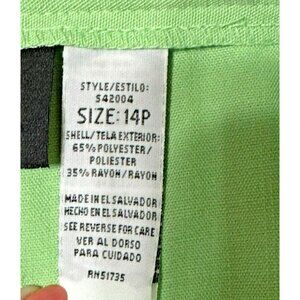 STYLE/ESTILO:
S42004
SIZE: 14P
SHELL/TELA EXTERIOR:
65% POLYESTER/
POLIESTER
35% RAYON/RAYON
MADE IN EL SALVADOR
HECHO EN EL SALVADOR
SEE REVERSE FOR CARE
VER AL DORSO
PARA CUIDADO
RN51735